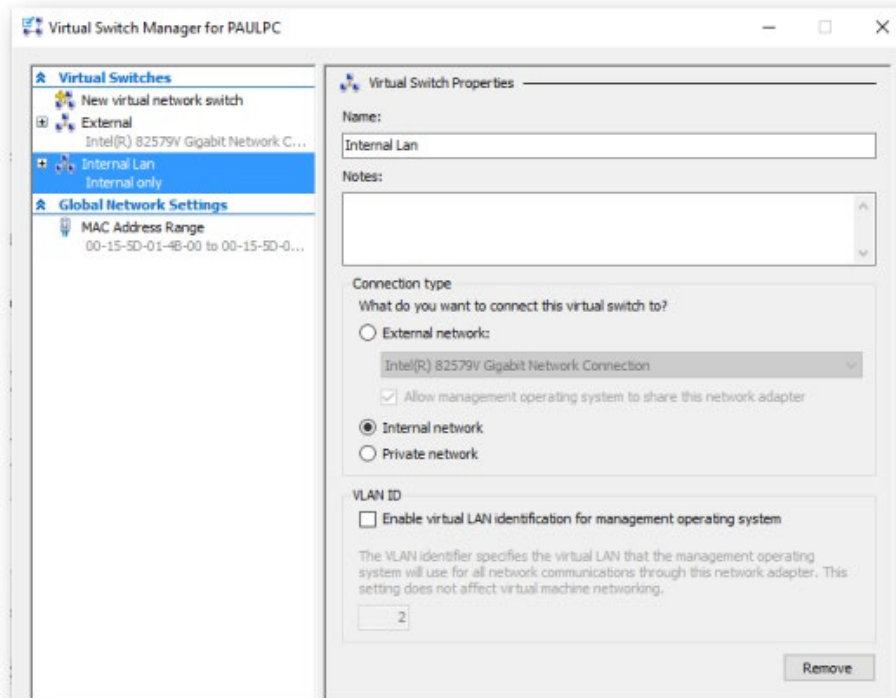 Virtual Switch Manager for PAULPC
Virtual Switches
New virtual network switch
External
Intel(R) 82579V Gigabit Network C...
Internal Lan
Internal only
Global Network Settings
MAC Address Range
00-15-5D-01-4B-00 to 00-15-5D-0...
Virtual Switch Properties
Name:
Internal Lan
Notes:
Connection type
What do you want to connect this virtual switch to?
External network:
Intel(R) 82579V Gigabit Network Connection
Allow management operating system to share this network adapter
Internal network
Private network
VLAN ID
Enable virtual LAN identification for management operating system
The VLAN identifier specifies the virtual LAN that the management operating
system will use for all network communications through this network adapter. This
setting does not affect virtual machine networking.
2
Remove